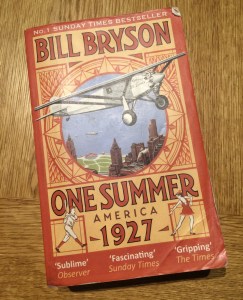 NO.1 SUNDAY TIMES BESTSELLER
BILL BRYSON
ONE SUMMER
AMERICA
1927
'Sublime' 'Fascinating' 'Gripping'
Observer Sunday Times The Times